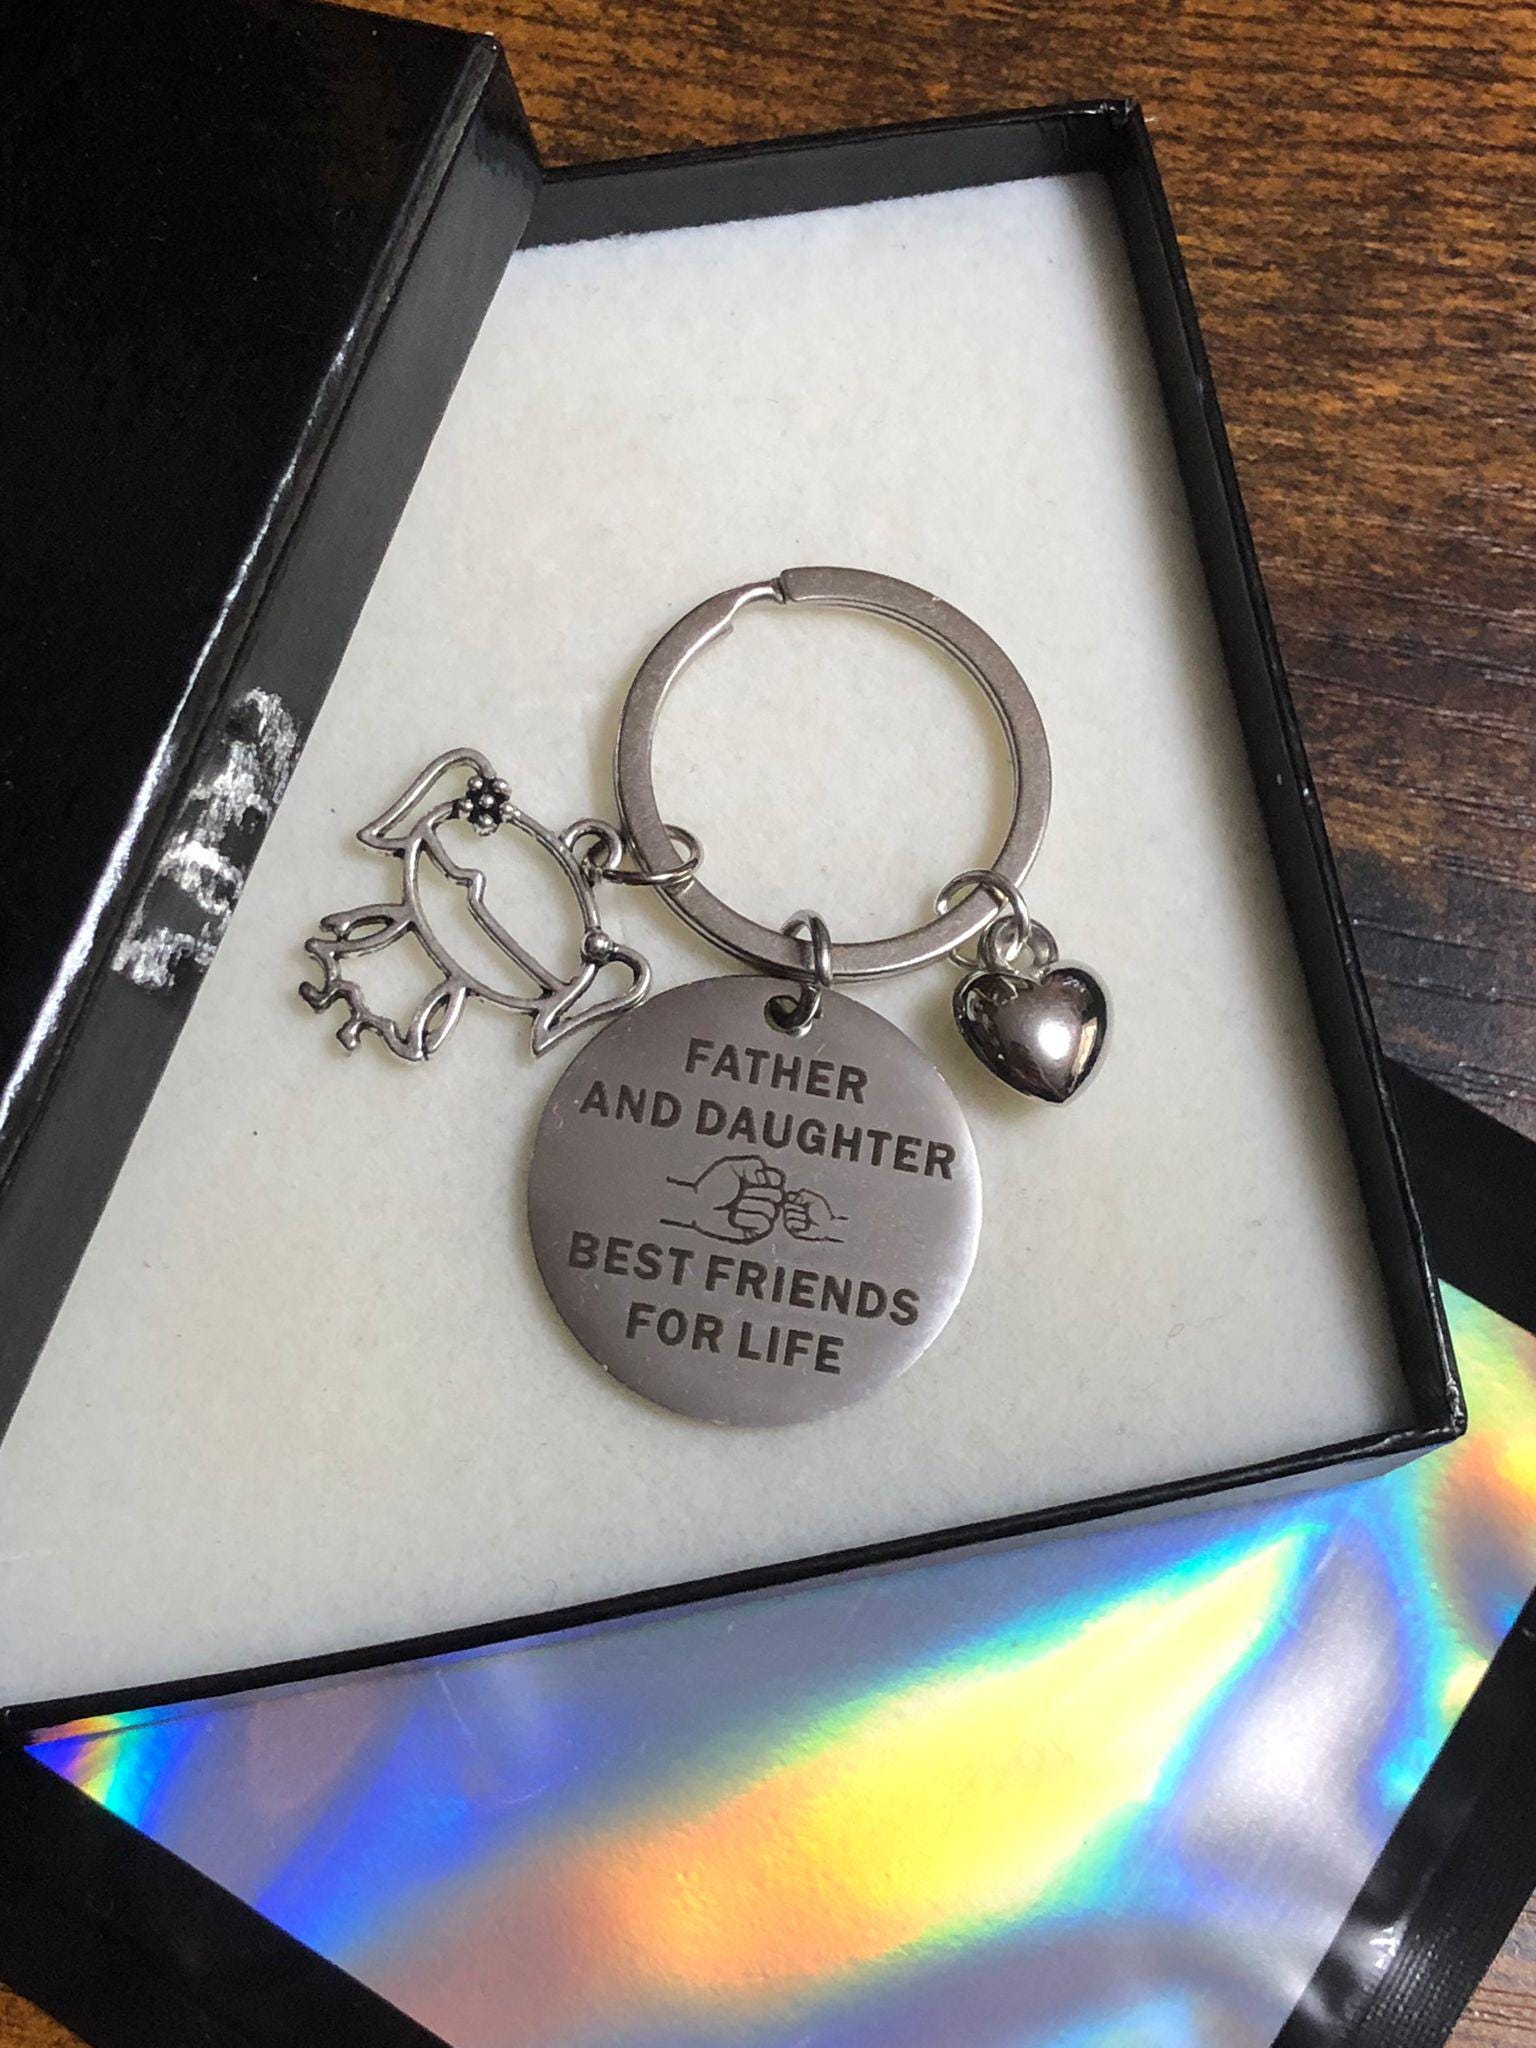 FATHER
AND DAUGHTER
BEST FRIENDS
FOR LIFE